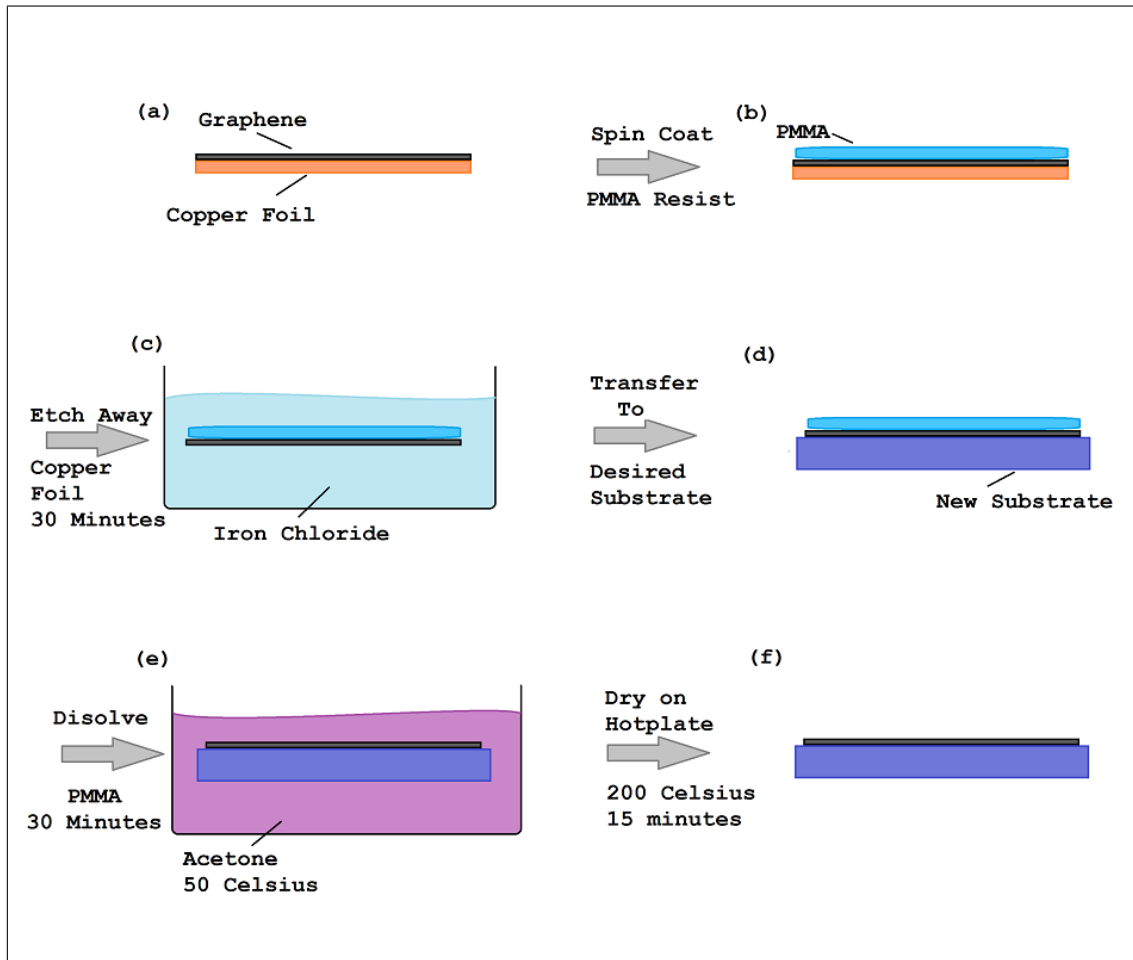 (a)
Graphene
Copper Foil
Spin Coat
PMMA Resist
(b)
PMMA
Etch Away
Copper
Foil
30 Minutes
(c)
Iron Chloride
Transfer
To
Desired
Substrate
(d)
New Substrate
Disolve
PMMA
30 Minutes
(e)
Acetone
50 Celsius
Dry on
Hotplate
200 Celsius
15 minutes
(f)